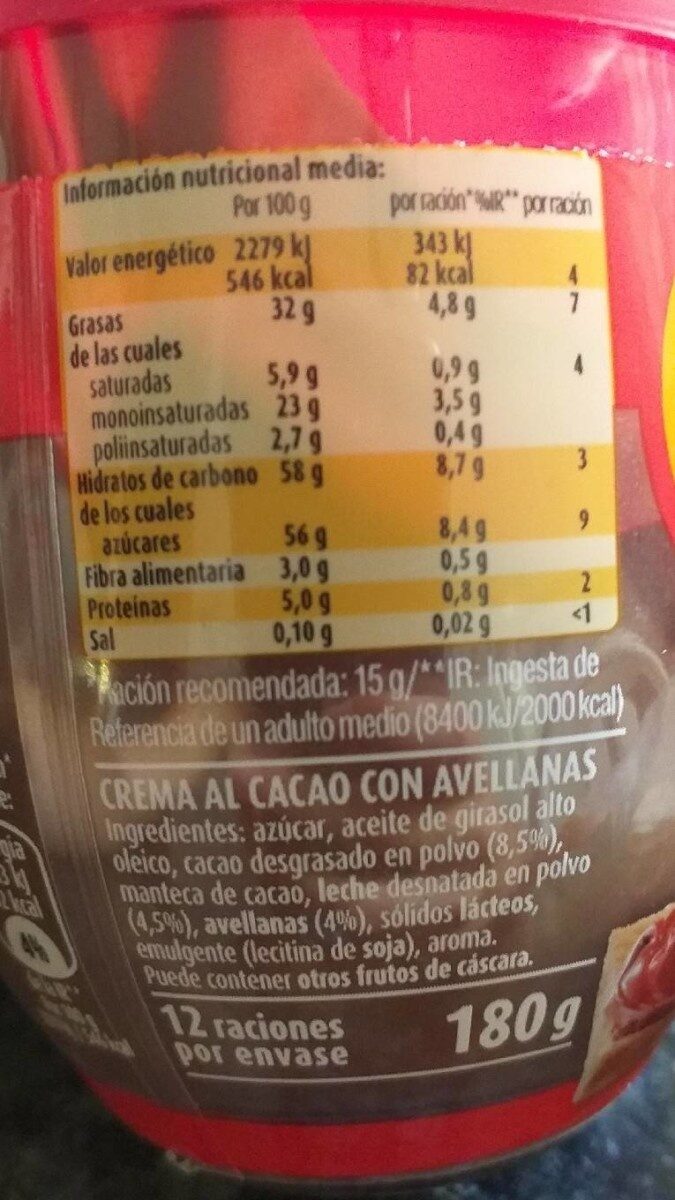 Información nutricional media:
Por 100 g por ración* %IR** por ración
Valor energético 2279 kJ 343 kJ
546 kcal 82 kcal 4
Grasas 32 g 4,8 g 7
de las cuales
saturadas 5,9 g 0,9 g 4
monoinsaturadas 23 g 3,5 g
poliinsaturadas 2,7 g 0,4 g
Hidratos de carbono 58 g 8,7 g 3
de los cuales
azúcares 56 g 8,4 g 9
Fibra alimentaria 3,0 g 0,5 g
Proteínas 5,0 g 0,8 g 2
Sal 0,10 g 0,02 g <1
*Ración recomendada: 15 g/**IR: Ingesta de
Referencia de un adulto medio (8400 kJ/2000 kcal)
CREMA AL CACAO CON AVELLANAS
Ingredientes: azúcar, aceite de girasol alto
oleico, cacao desgrasado en polvo (8,5%),
manteca de cacao, leche desnatada en polvo
(4,5%), avellanas (4%), sólidos lácteos,
emulgente (lecitina de soja), aroma.
Puede contener otros frutos de cáscara.
12 raciones
por envase
180 g
4%